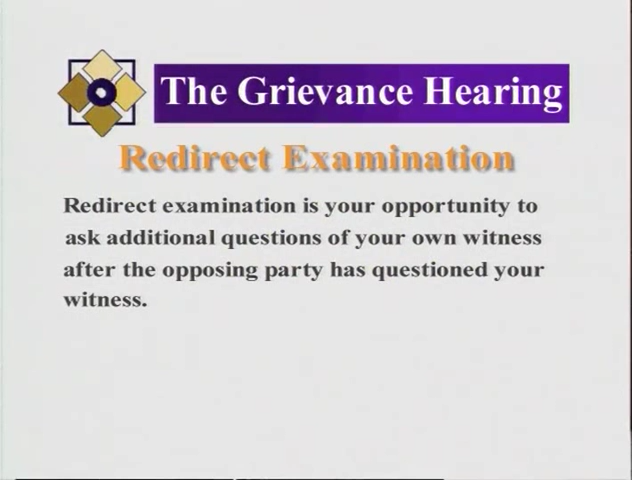 The Grievance Hearing
Redirect Examination
Redirect examination is your opportunity to
ask additional questions of your own witness
after the opposing party has questioned your
witness.